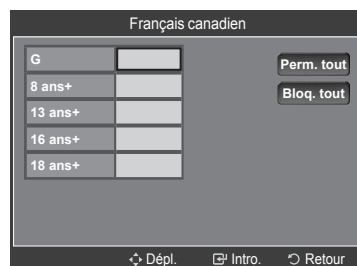 Français canadien
G
8 ans+
13 ans+
16 ans+
18 ans+
Perm. tout
Bloq. tout
Dépl. Intro. Retour